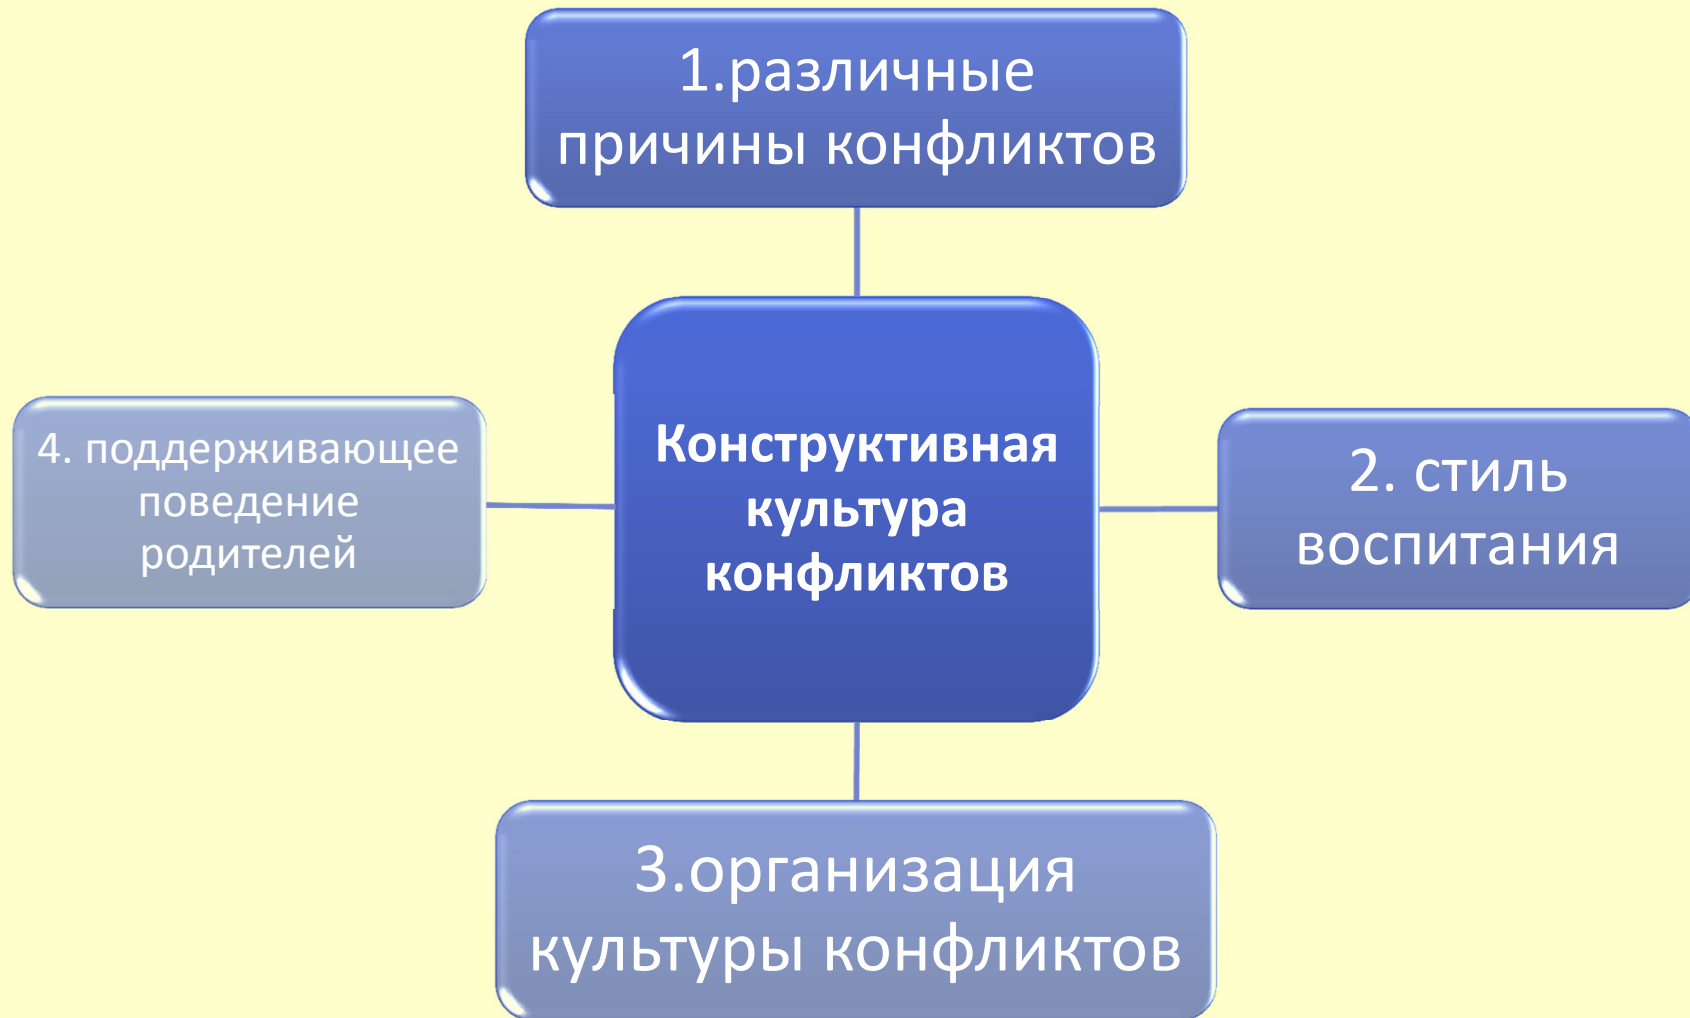 1.различные
причины конфликтов
Конструктивная
культура
конфликтов
2. стиль
воспитания
3.организация
культуры конфликтов
4. поддерживающее
поведение
родителей